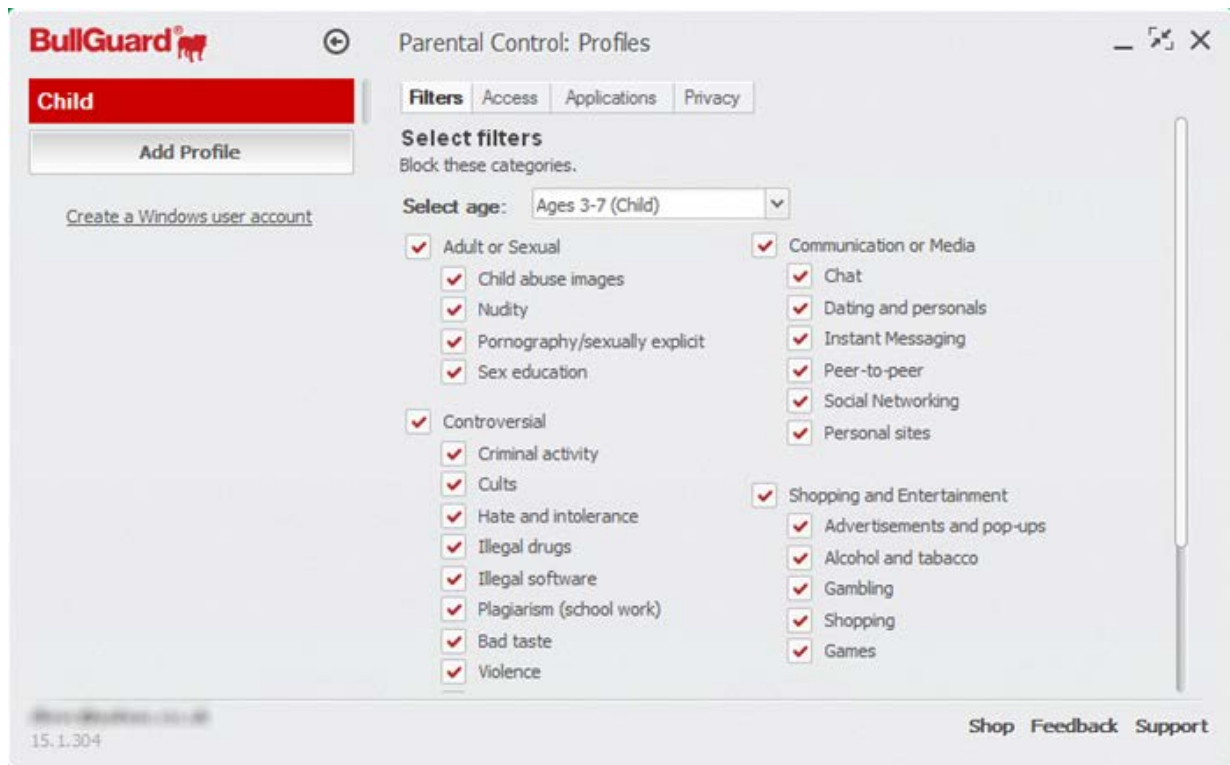 BullGuard®
Parental Control: Profiles
Child
Add Profile
Create a Windows user account
Filters Access Applications Privacy
Select filters
Block these categories.
Select age: Ages 3-7 (Child)
Adult or Sexual
Child abuse images
Nudity
Pornography/sexually explicit
Sex education
Controversial
Criminal activity
Cults
Hate and intolerance
Illegal drugs
Illegal software
Plagiarism (school work)
Bad taste
Violence
Communication or Media
Chat
Dating and personals
Instant Messaging
Peer-to-peer
Social Networking
Personal sites
Shopping and Entertainment
Advertisements and pop-ups
Alcohol and tabacco
Gambling
Shopping
Games
15.1.304
Shop Feedback Support